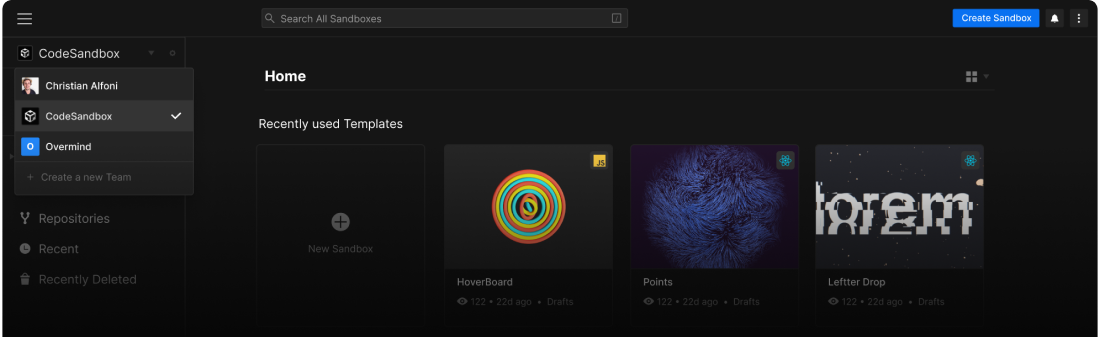 Search All Sandboxes
/
Create Sandbox
CodeSandbox
Christian Alfoni
CodeSandbox
O Overmind
+ Create a new Team
Repositories
Recent
Recently Deleted
Home
Recently used Templates
New Sandbox
JS
HoverBoard
122 • 22d ago • Drafts
Points
122 • 22d ago • Drafts
lorem
Leftter Drop
122 • 22d ago • Drafts